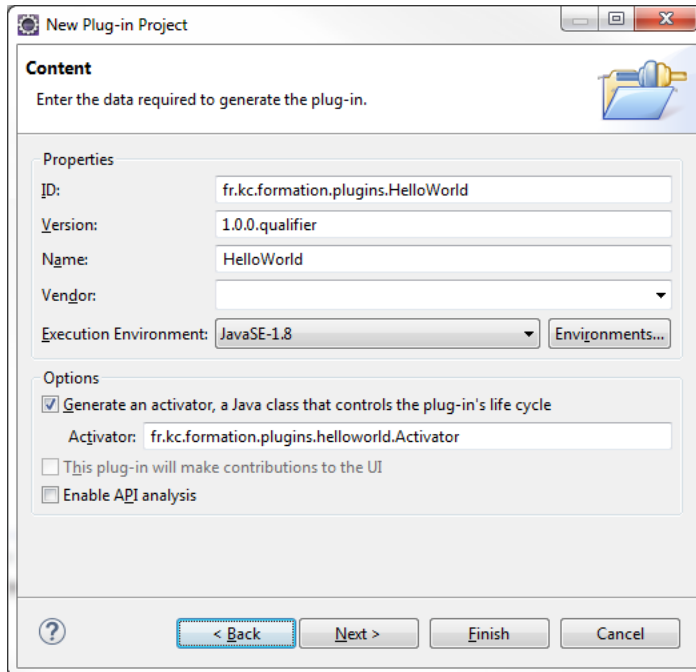 New Plug-in Project
Content
Enter the data required to generate the plug-in.
Properties
ID: fr.kc.formation.plugins.HelloWorld
Version: 1.0.0.qualifier
Name: HelloWorld
Vendor:
Execution Environment: JavaSE-1.8 Environments...
Options
Generate an activator, a Java class that controls the plug-in's life cycle
Activator: fr.kc.formation.plugins.helloworld.Activator
This plug-in will make contributions to the UI
Enable API analysis
? < Back Next > Finish Cancel